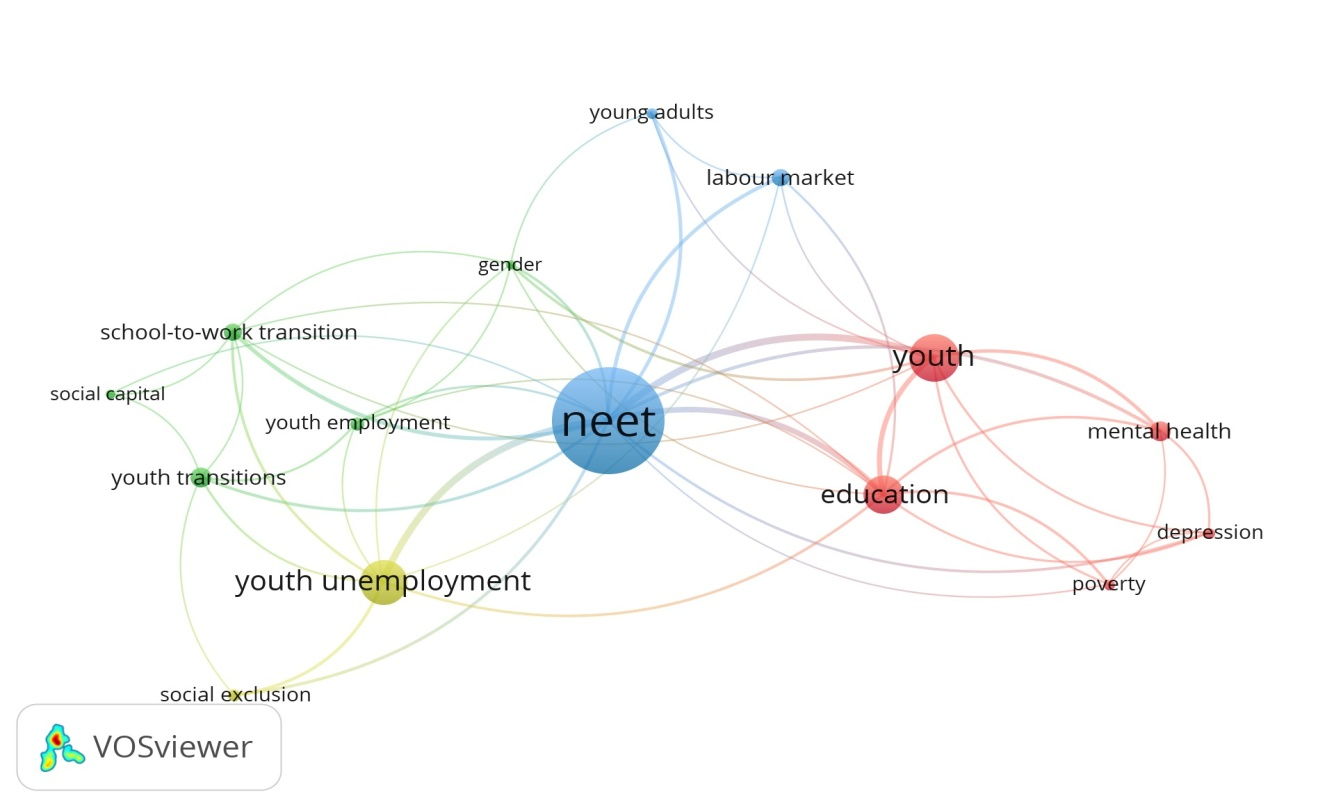 young adults
labour market
gender
school-to-work transition
youth
social capital
neet
youth employment
mental health
youth transitions
education
depression
youth unemployment
poverty
social exclusion
VOSviewer